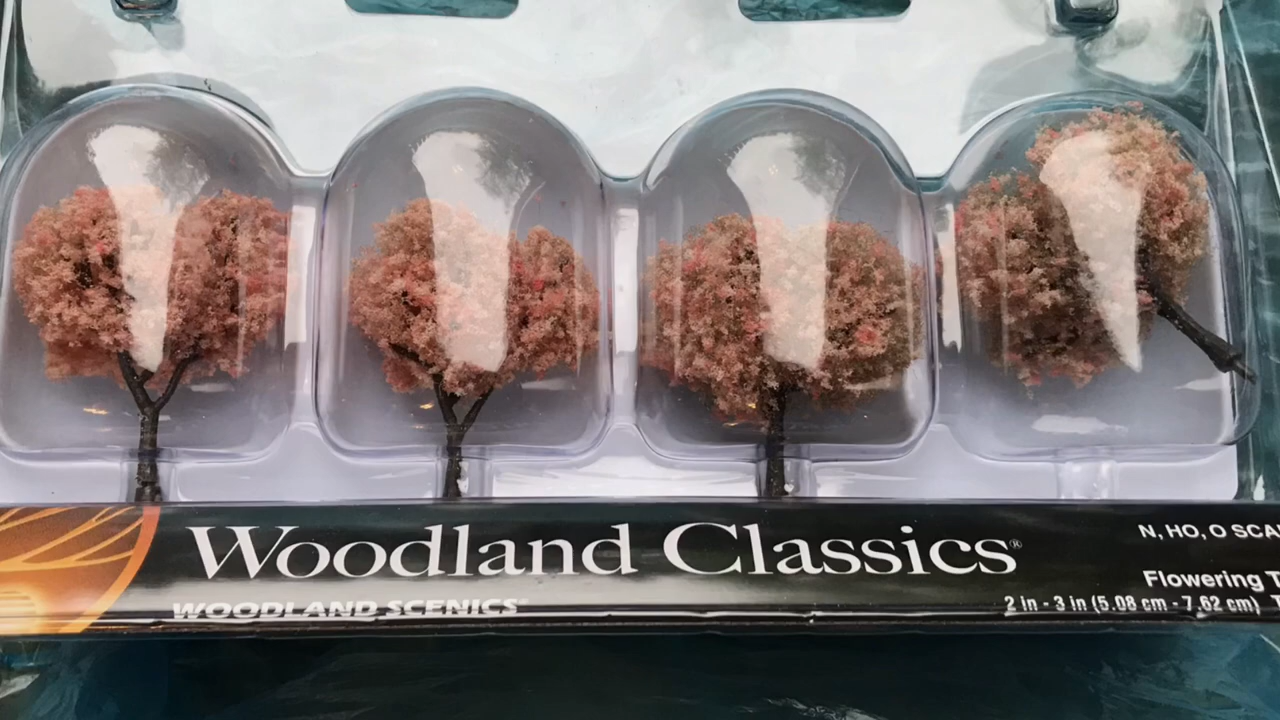 Woodland Classics®
WOODLAND SCENICS®
N, HO, O SCA
Flowering T
2 in - 3 in (5.08 cm - 7.62 cm) T